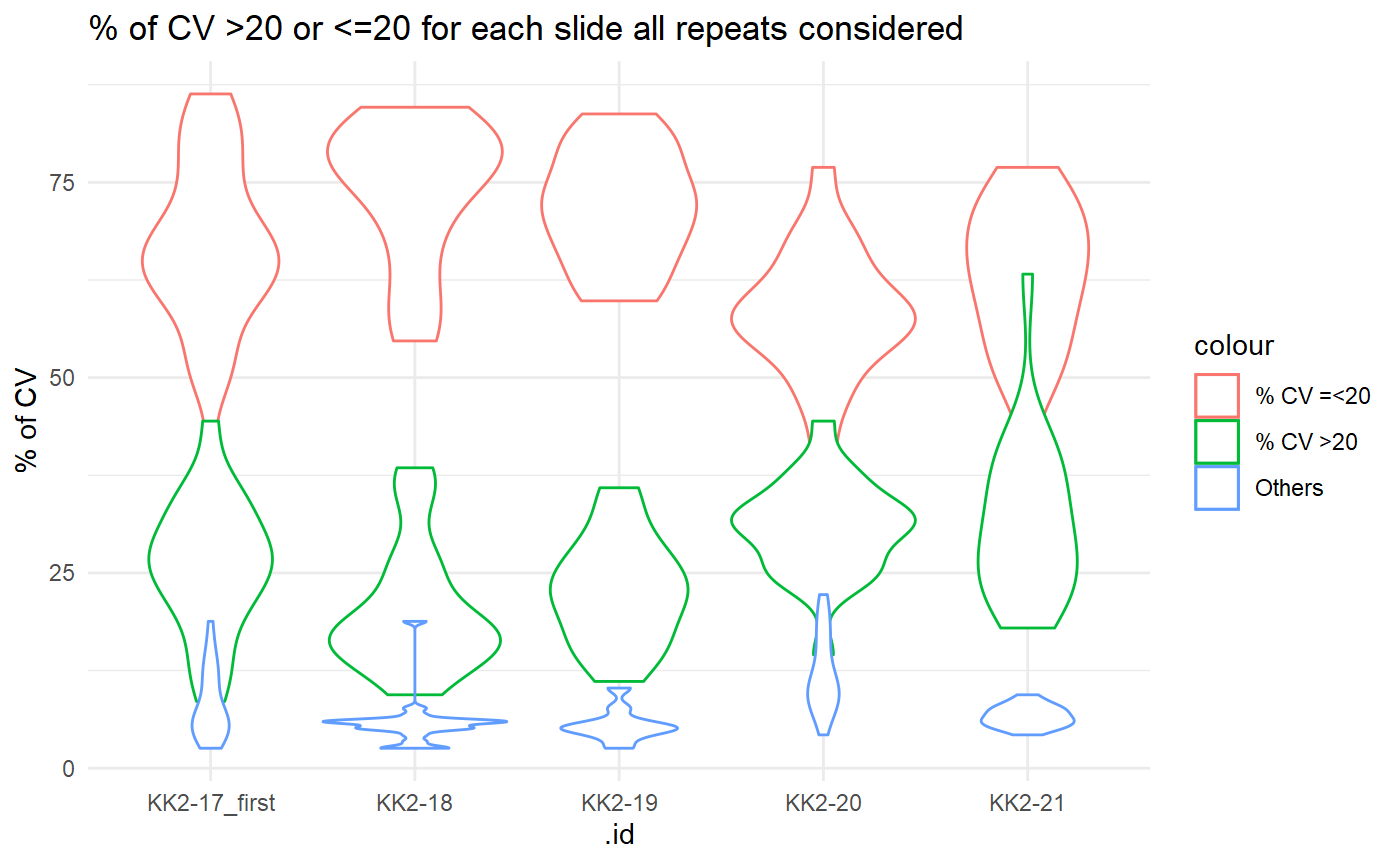 % of CV >20 or <=20 for each slide all repeats considered
% of CV
75
50
25
0
KK2-17_first
KK2-18
KK2-19
KK2-20
KK2-21
.id
colour
% CV =<20
% CV >20
Others